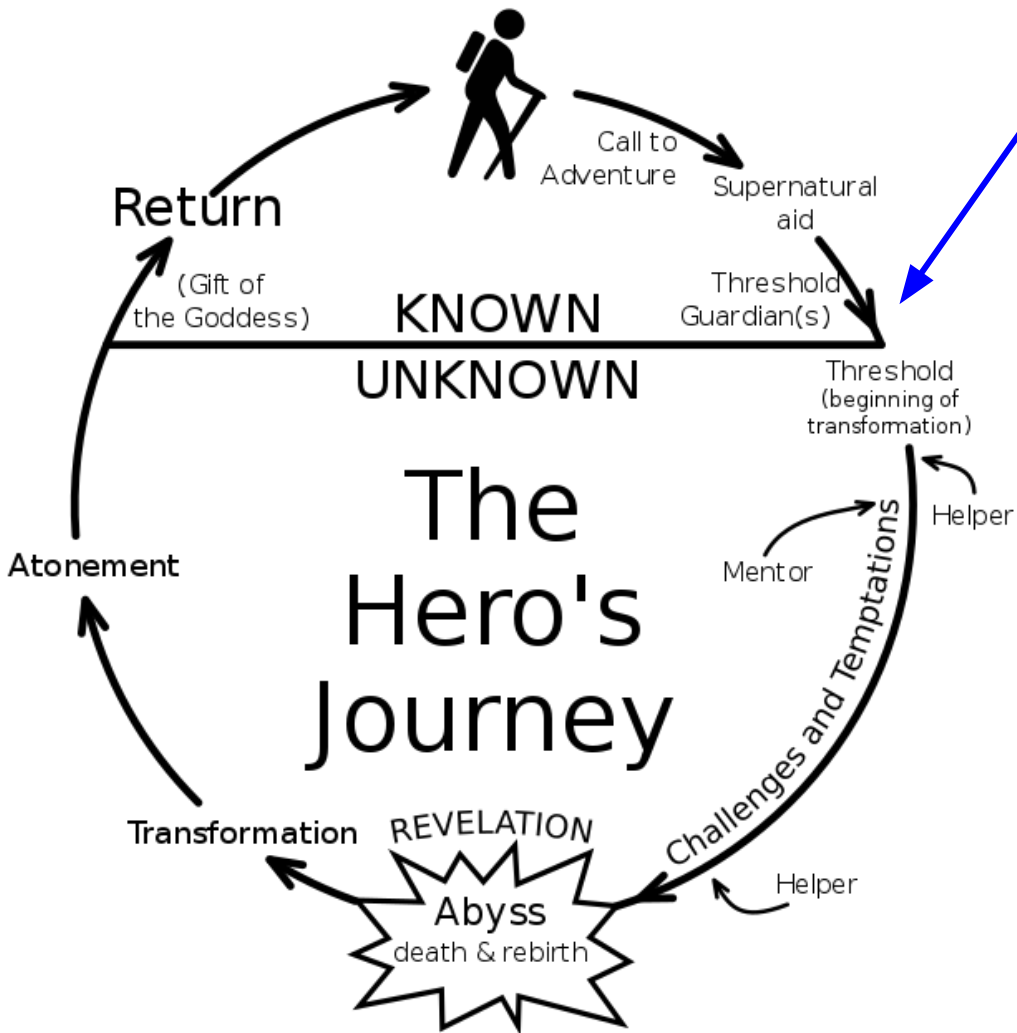 Call to
Adventure
Supernatural
aid
Return
(Gift of
the Goddess)
KNOWN
Threshold
Guardian(s)
UNKNOWN
Threshold
(beginning of
transformation)
The
Hero's
Journey
Helper
Mentor
Challenges and Temptations
Atonement
Transformation
REVELATION
Abyss
death & rebirth
Helper